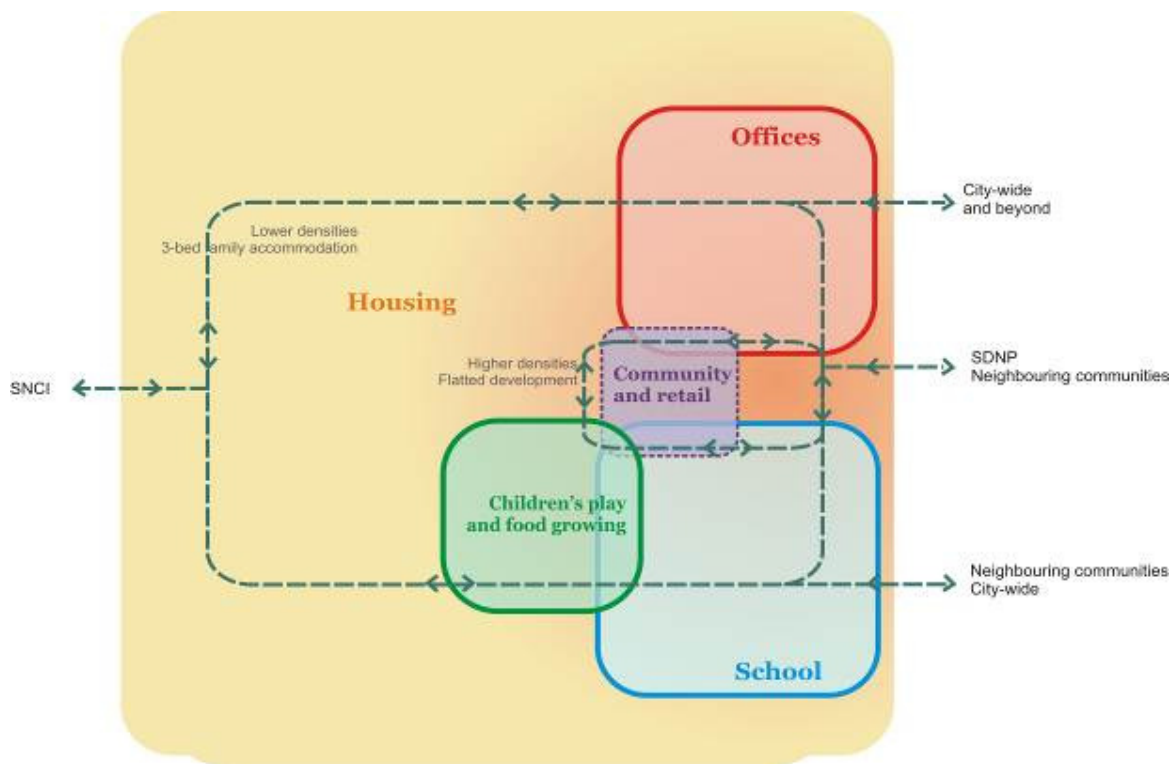 Offices
City-wide
and beyond
Lower densities
3-bed family accommodation
Housing
Higher densities
Flatted development
Community
and retail
SDNP
Neighbouring communities
SNCI
Children's play
and food growing
Neighbouring communities
City-wide
School